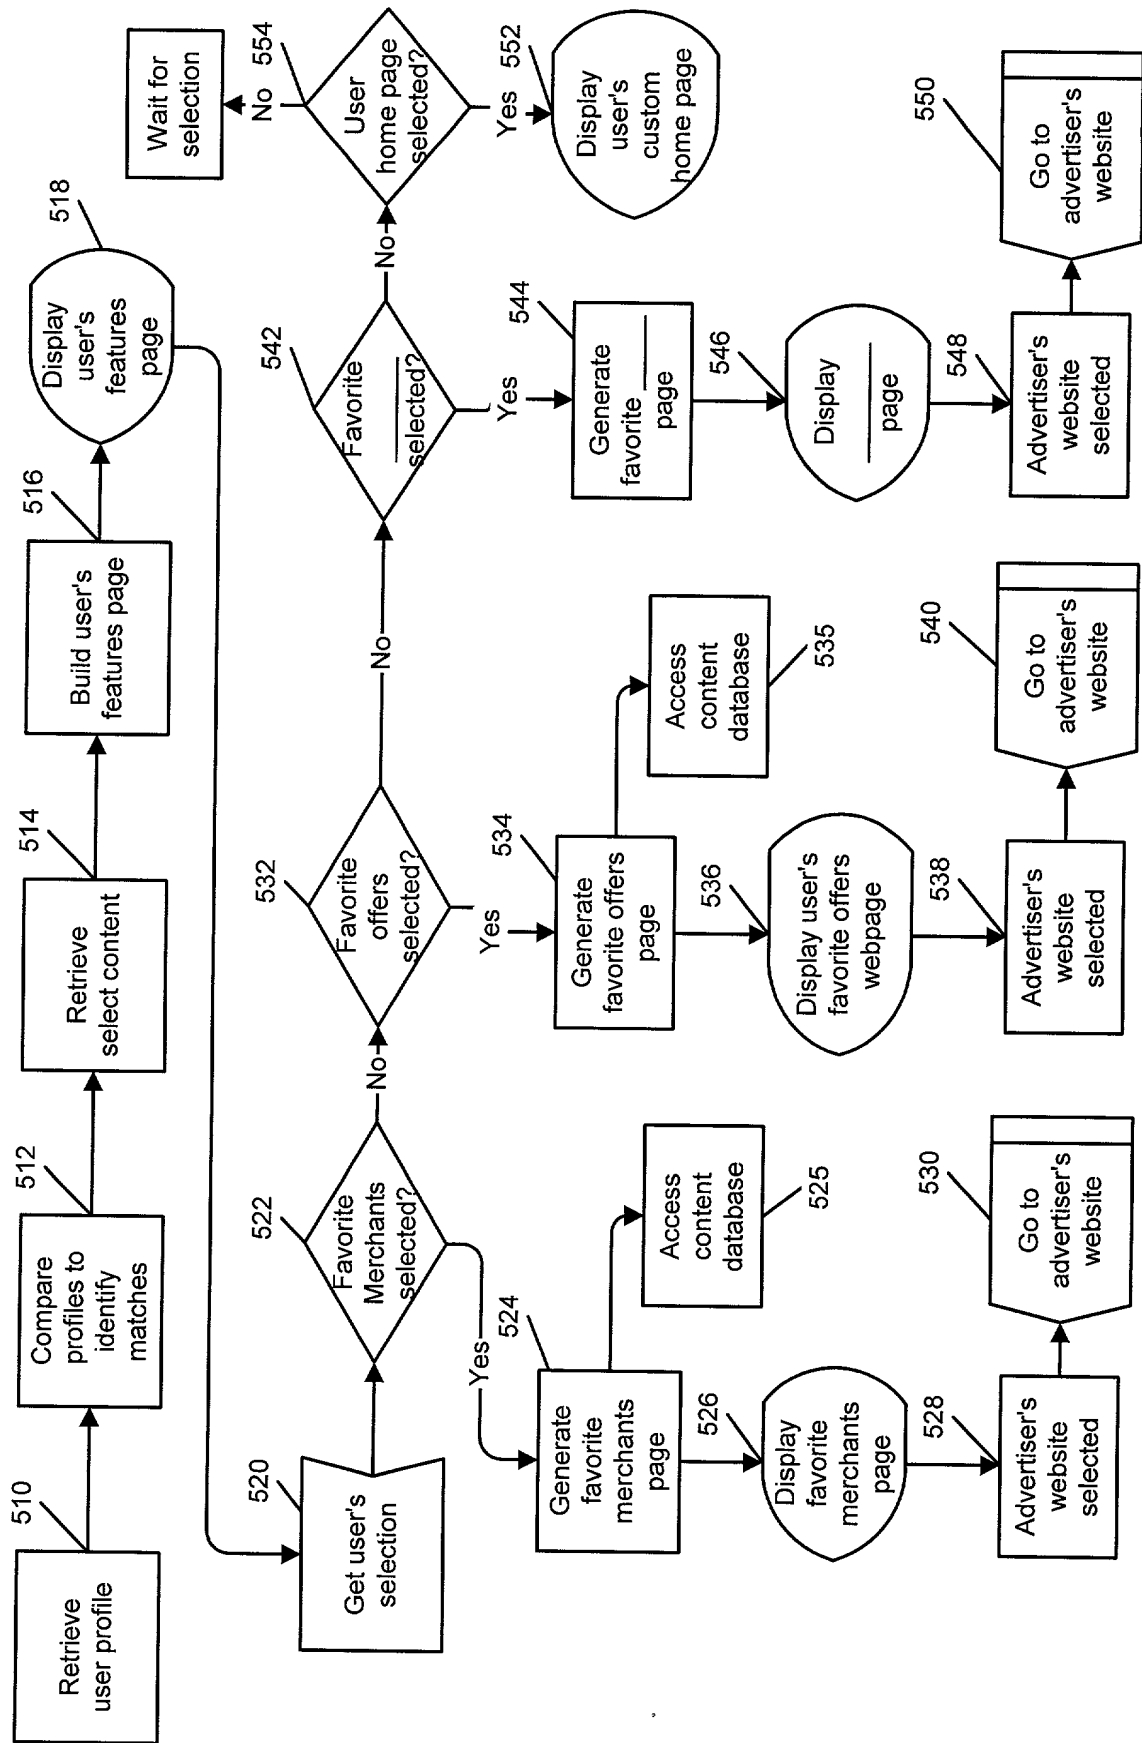 510
Retrieve
user profile
512
Compare
profiles to
identify
matches
514
Retrieve
select content
516
Build user's
features page
518
Display
user's
features
page
520
Get user's
selection
522
Favorite
Merchants
selected?
No
Yes
532
Favorite
offers
selected?
No
Yes
542
Favorite
selected?
No
Yes
554
User
home page
selected?
No
Wait for
selection
Yes
552
Display
user's
custom
home page
524
Generate
favorite
merchants
page
Access
content
database
525
526
Display
favorite
merchants
page
528
Advertiser's
website
selected
530
Go to
advertiser's
website
534
Generate
favorite offers
page
Access
content
database
535
536
Display user's
favorite offers
webpage
538
Advertiser's
website
selected
540
Go to
advertiser's
website
544
Generate
favorite ____
page
546
Display
____
page
548
Advertiser's
website
selected
550
Go to
advertiser's
website